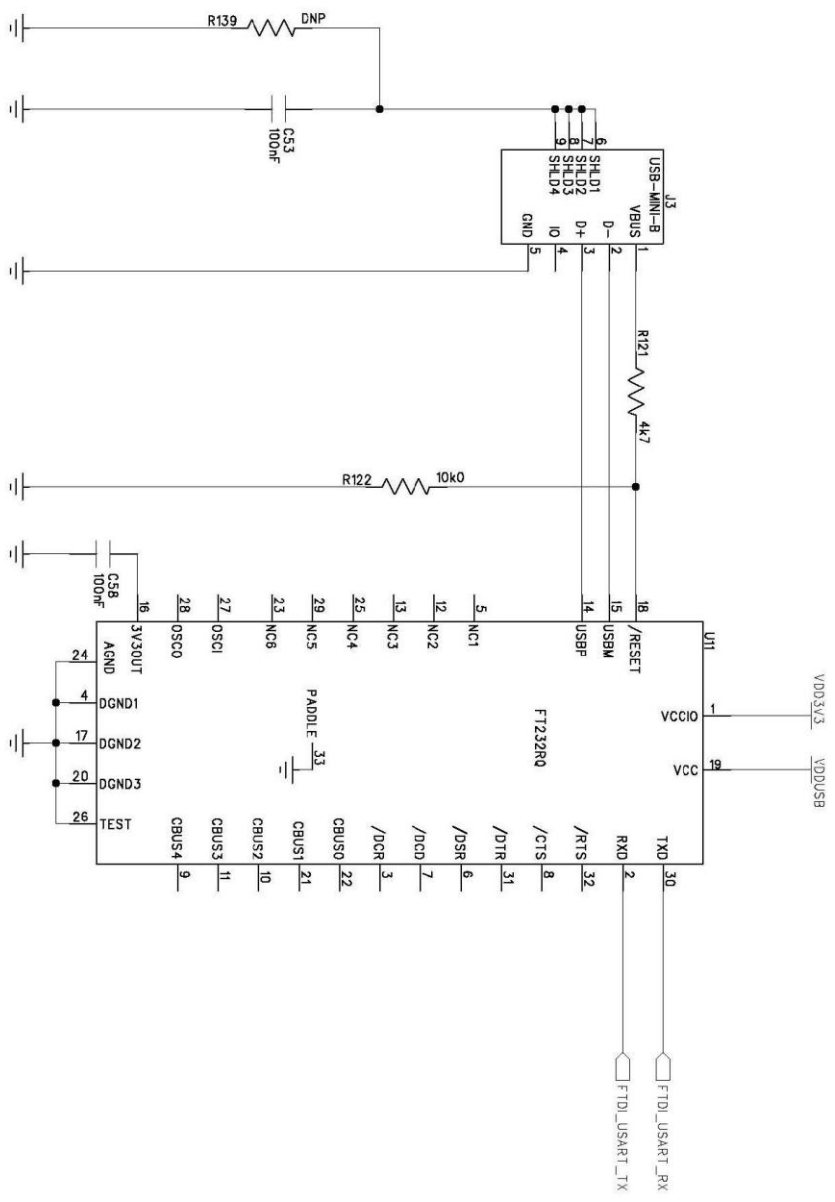 R139
DNP
C53
100nF
J3
USB-MINI-B
6
SHLD1
7
SHLD2
8
SHLD3
9
SHLD4
VBUS
1
D-
2
D+
3
IO
4
GND
5
R121
4k7
R122
10k0
C58
100nF
U11
FT232RQ
18
/RESET
15
USBM
14
USBP
5
NC1
12
NC2
13
NC3
25
NC4
29
NC5
23
NC6
27
OSCI
28
OSCO
16
3V3OUT
VCCIO
1
VDD3V3
VCC
19
VDDUSB
PADDLE
33
24
AGND
4
DGND1
17
DGND2
20
DGND3
26
TEST
TXD
30
FTDI_USART_RX
RXD
2
FTDI_USART_TX
/RTS
32
/CTS
8
/DTR
31
/DSR
6
/DCD
7
/DCR
3
CBUS0
22
CBUS1
21
CBUS2
10
CBUS3
11
CBUS4
9